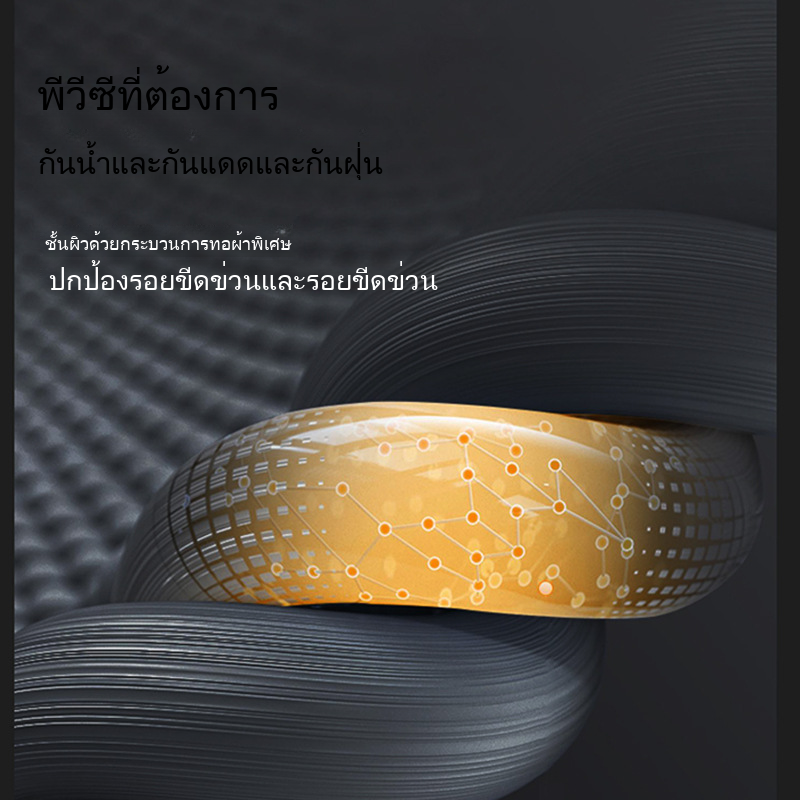 พีวีซีที่ต้องการ
กันน้ำและกันแดดและกันฝุ่น
ชั้นผิวด้วยกระบวนการทอผ้าพิเศษ
ปกป้องรอยขีดข่วนและรอยขีดข่วน